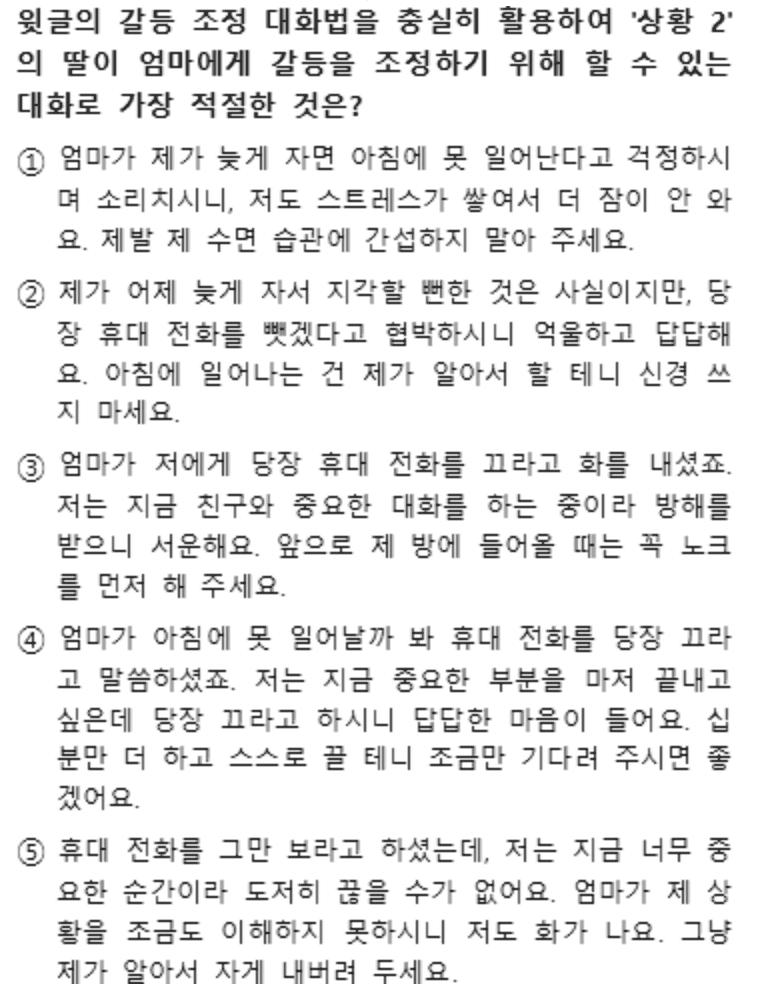 윗글의 갈등 조정 대화법을 충실히 활용하여 '상황 2'
의 딸이 엄마에게 갈등을 조정하기 위해 할 수 있는
대화로 가장 적절한 것은?
① 엄마가 제가 늦게 자면 아침에 못 일어난다고 걱정하시
며 소리치시니, 저도 스트레스가 쌓여서 더 잠이 안 와
요. 제발 제 수면 습관에 간섭하지 말아 주세요.
② 제가 어제 늦게 자서 지각할 뻔한 것은 사실이지만, 당
장 휴대 전화를 뺏겠다고 협박하시니 억울하고 답답해
요. 아침에 일어나는 건 제가 알아서 할 테니 신경 쓰
지 마세요.
③ 엄마가 저에게 당장 휴대 전화를 끄라고 화를 내셨죠.
저는 지금 친구와 중요한 대화를 하는 중이라 방해를
받으니 서운해요. 앞으로 제 방에 들어올 때는 꼭 노크
를 먼저 해 주세요.
④ 엄마가 아침에 못 일어날까 봐 휴대 전화를 당장 끄라
고 말씀하셨죠. 저는 지금 중요한 부분을 마저 끝내고
싶은데 당장 끄라고 하시니 답답한 마음이 들어요. 십
분만 더 하고 스스로 끌 테니 조금만 기다려 주시면 좋
겠어요.
⑤ 휴대 전화를 그만 보라고 하셨는데, 저는 지금 너무 중
요한 순간이라 도저히 끊을 수가 없어요. 엄마가 제 상
황을 조금도 이해하지 못하시니 저도 화가 나요. 그냥
제가 알아서 자게 내버려 두세요.